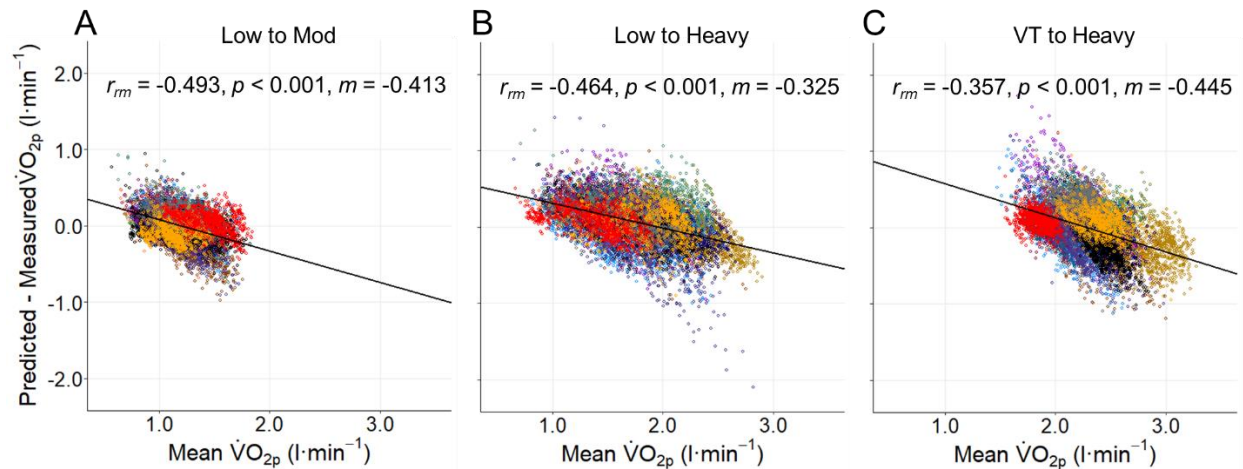 A
Low to Mod
r_rm = -0.493, p < 0.001, m = -0.413
B
Low to Heavy
r_rm = -0.464, p < 0.001, m = -0.325
C
VT to Heavy
r_rm = -0.357, p < 0.001, m = -0.445
Predicted - Measured V̇O₂ₚ (l·min⁻¹)
2.0
1.0
0.0
-1.0
-2.0
1.0 2.0 3.0
Mean V̇O₂ₚ (l·min⁻¹)
1.0 2.0 3.0
Mean V̇O₂ₚ (l·min⁻¹)
1.0 2.0 3.0
Mean V̇O₂ₚ (l·min⁻¹)